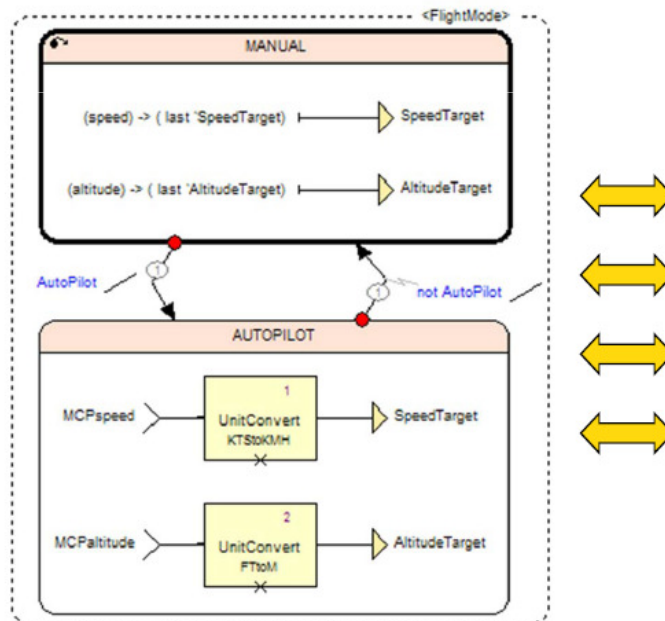 <FlightMode>
MANUAL
(speed) -> ( last 'SpeedTarget)
SpeedTarget
(altitude) -> ( last 'AltitudeTarget)
AltitudeTarget
AutoPilot
1
1
not AutoPilot
AUTOPILOT
MCPspeed
1
UnitConvert
KTStoKMH
SpeedTarget
MCPaltitude
2
UnitConvert
FTtoM
AltitudeTarget